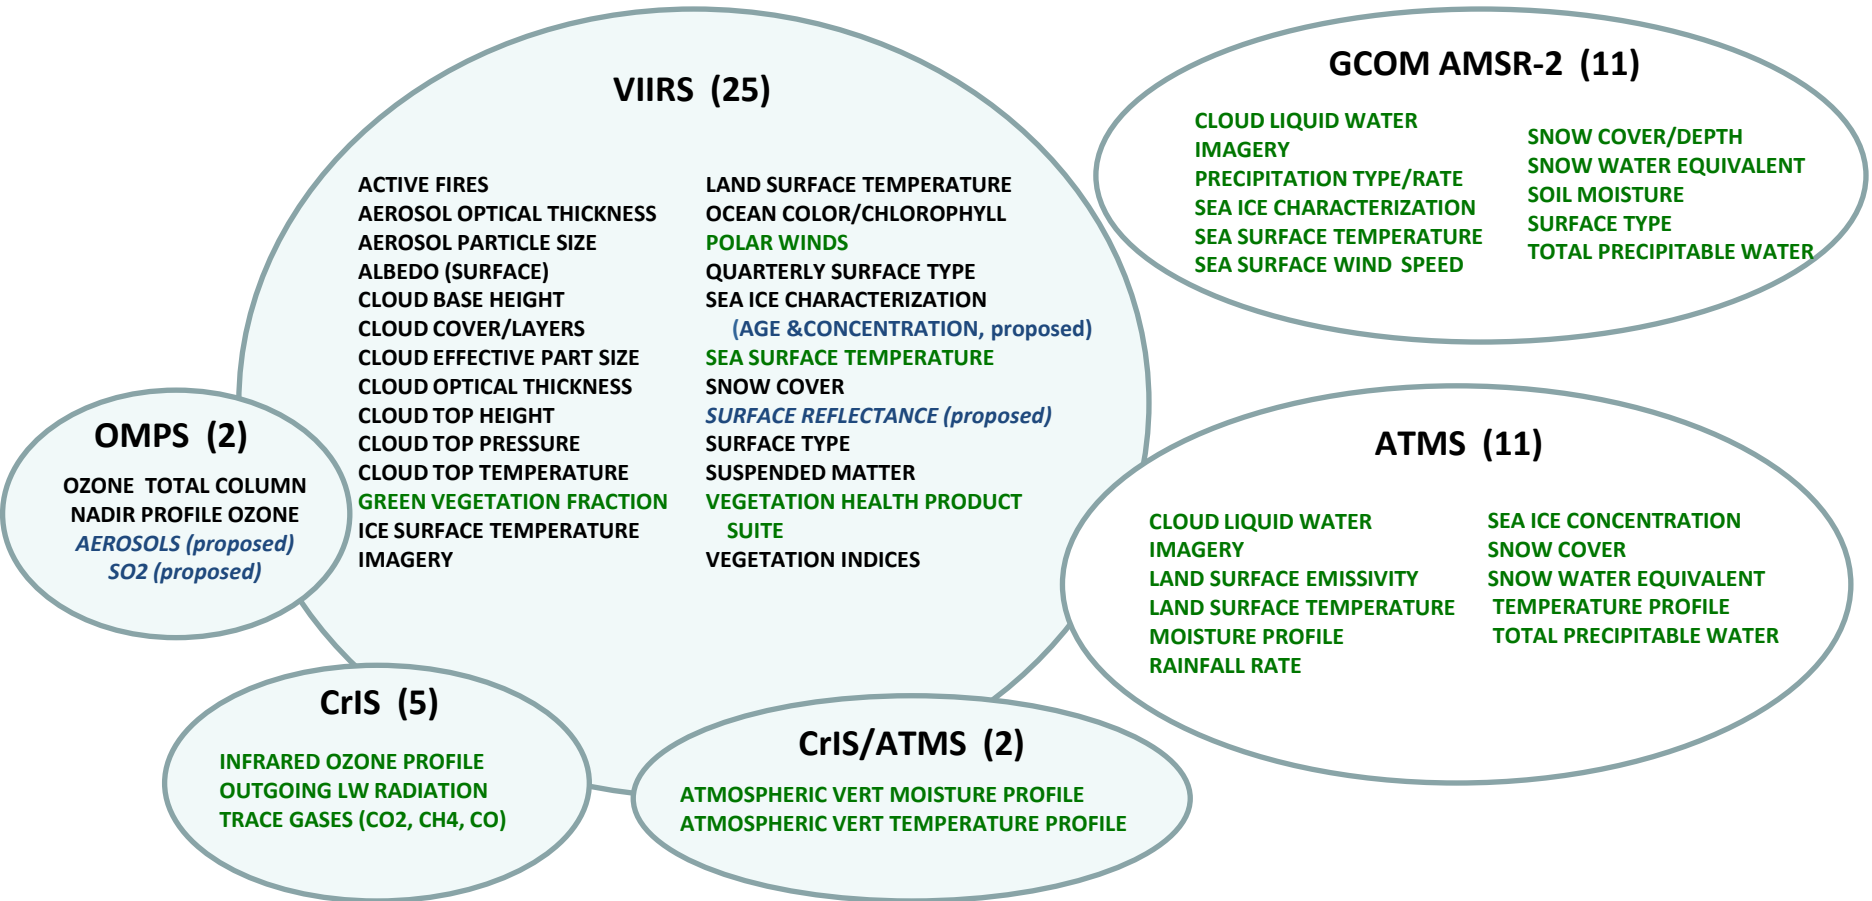 VIIRS (25)
ACTIVE FIRES
AEROSOL OPTICAL THICKNESS
AEROSOL PARTICLE SIZE
ALBEDO (SURFACE)
CLOUD BASE HEIGHT
CLOUD COVER/LAYERS
CLOUD EFFECTIVE PART SIZE
CLOUD OPTICAL THICKNESS
CLOUD TOP HEIGHT
CLOUD TOP PRESSURE
CLOUD TOP TEMPERATURE
GREEN VEGETATION FRACTION
ICE SURFACE TEMPERATURE
IMAGERY
LAND SURFACE TEMPERATURE
OCEAN COLOR/CHLOROPHYLL
POLAR WINDS
QUARTERLY SURFACE TYPE
SEA ICE CHARACTERIZATION
(AGE &CONCENTRATION, proposed)
SEA SURFACE TEMPERATURE
SNOW COVER
SURFACE REFLECTANCE (proposed)
SURFACE TYPE
SUSPENDED MATTER
VEGETATION HEALTH PRODUCT
SUITE
VEGETATION INDICES
GCOM AMSR-2 (11)
CLOUD LIQUID WATER
IMAGERY
PRECIPITATION TYPE/RATE
SEA ICE CHARACTERIZATION
SEA SURFACE TEMPERATURE
SEA SURFACE WIND SPEED
SNOW COVER/DEPTH
SNOW WATER EQUIVALENT
SOIL MOISTURE
SURFACE TYPE
TOTAL PRECIPITABLE WATER
OMPS (2)
OZONE TOTAL COLUMN
NADIR PROFILE OZONE
AEROSOLS (proposed)
SO2 (proposed)
ATMS (11)
CLOUD LIQUID WATER
IMAGERY
LAND SURFACE EMISSIVITY
LAND SURFACE TEMPERATURE
MOISTURE PROFILE
RAINFALL RATE
SEA ICE CONCENTRATION
SNOW COVER
SNOW WATER EQUIVALENT
TEMPERATURE PROFILE
TOTAL PRECIPITABLE WATER
CrIS (5)
INFRARED OZONE PROFILE
OUTGOING LW RADIATION
TRACE GASES (CO2, CH4, CO)
CrIS/ATMS (2)
ATMOSPHERIC VERT MOISTURE PROFILE
ATMOSPHERIC VERT TEMPERATURE PROFILE